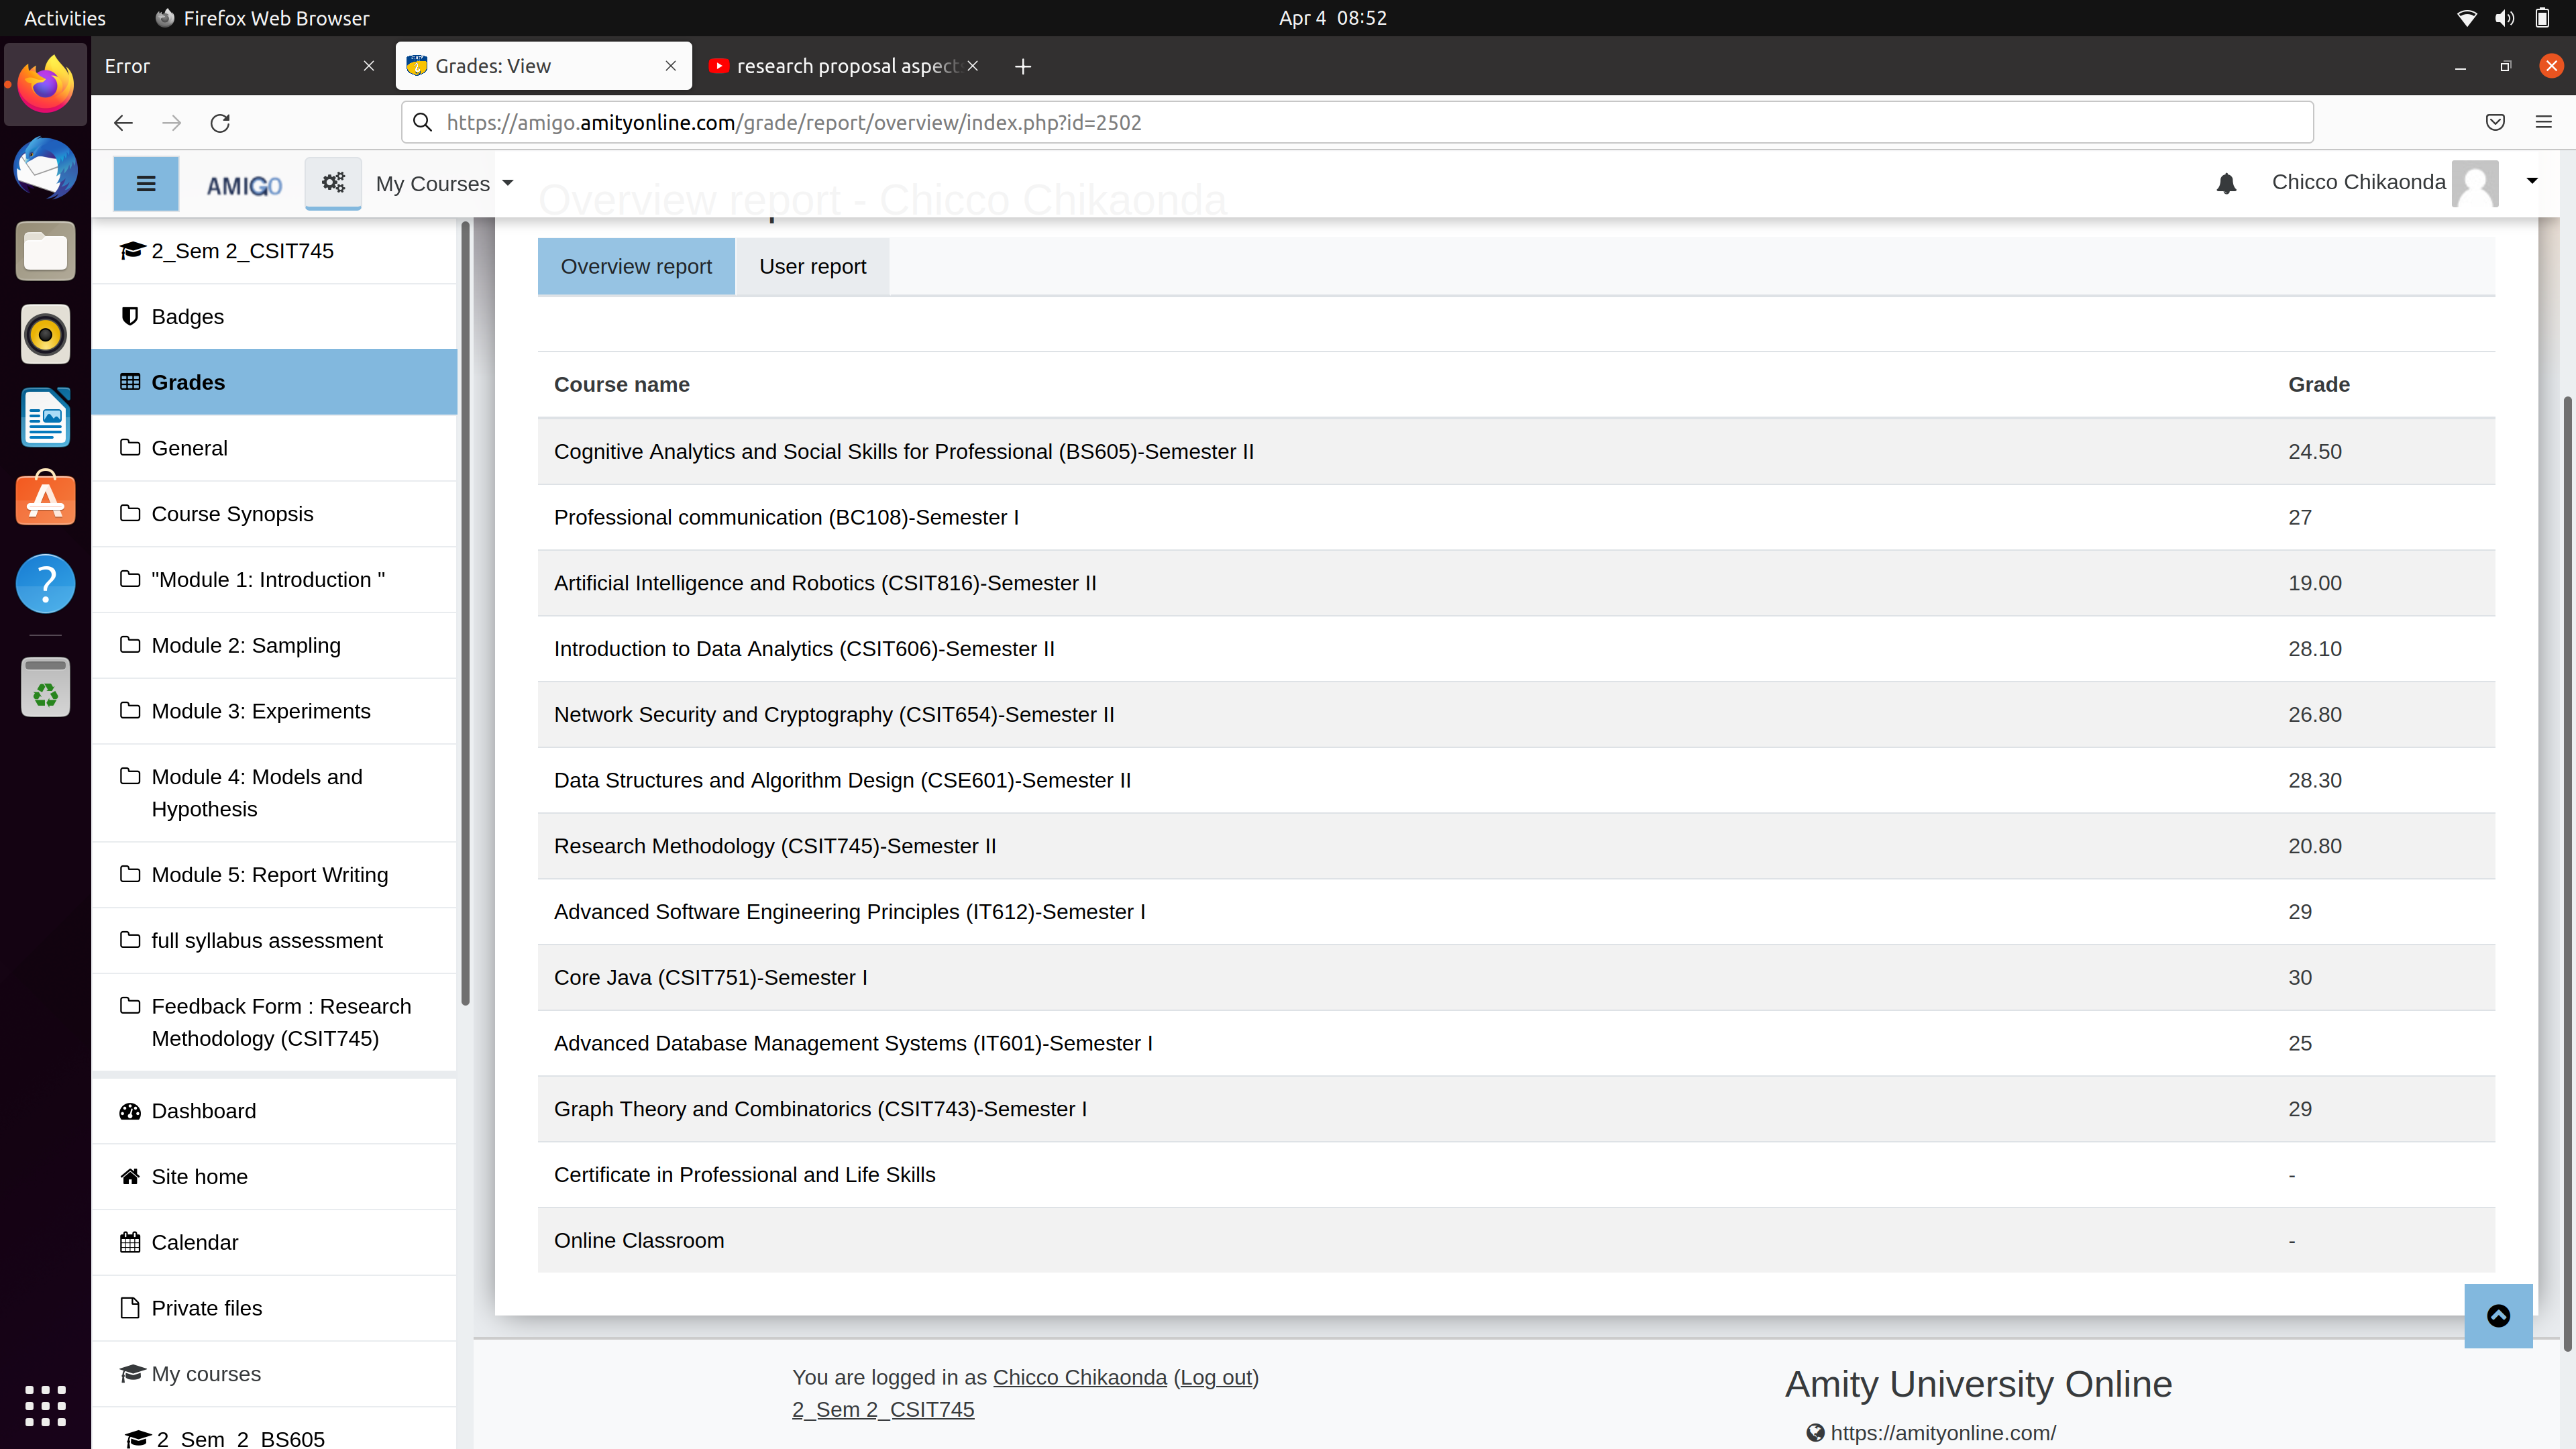 Activities
Firefox Web Browser
Apr 4 08:52
Error
Grades: View
research proposal aspect
https://amigo.amityonline.com/grade/report/overview/index.php?id=2502
AMIGO
My Courses
Chicco Chikaonda
Overview report - Chicco Chikaonda
2_Sem 2_CSIT745
Badges
Grades
General
Course Synopsis
"Module 1: Introduction "
Module 2: Sampling
Module 3: Experiments
Module 4: Models and
Hypothesis
Module 5: Report Writing
full syllabus assessment
Feedback Form : Research
Methodology (CSIT745)
Dashboard
Site home
Calendar
Private files
My courses
2_Sem_2_BS605
Overview report
User report
Course name Grade
Cognitive Analytics and Social Skills for Professional (BS605)-Semester II 24.50
Professional communication (BC108)-Semester I 27
Artificial Intelligence and Robotics (CSIT816)-Semester II 19.00
Introduction to Data Analytics (CSIT606)-Semester II 28.10
Network Security and Cryptography (CSIT654)-Semester II 26.80
Data Structures and Algorithm Design (CSE601)-Semester II 28.30
Research Methodology (CSIT745)-Semester II 20.80
Advanced Software Engineering Principles (IT612)-Semester I 29
Core Java (CSIT751)-Semester I 30
Advanced Database Management Systems (IT601)-Semester I 25
Graph Theory and Combinatorics (CSIT743)-Semester I 29
Certificate in Professional and Life Skills -
Online Classroom -
You are logged in as Chicco Chikaonda (Log out)
2_Sem 2_CSIT745
Amity University Online
https://amityonline.com/